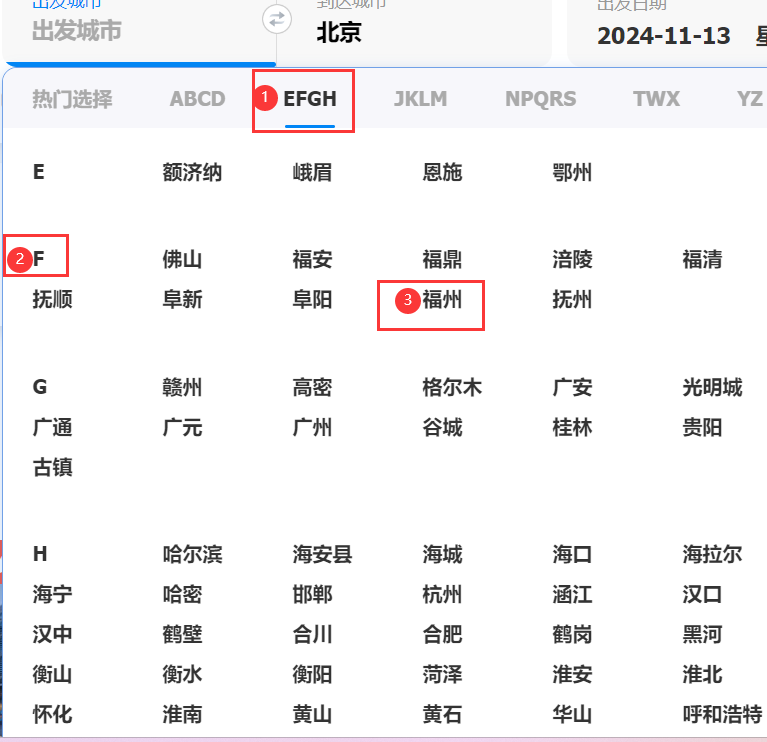 出发城市 到达城市 出发日期
出发城市 北京 2024-11-13
热门选择 ABCD 1 EFGH JKLM NPQRS TWX YZ
E 额济纳 峨眉 恩施 鄂州
2 F 佛山 福安 福鼎 涪陵 福清
抚顺 阜新 阜阳 3 福州 抚州
G 赣州 高密 格尔木 广安 光明城
广通 广元 广州 谷城 桂林 贵阳
古镇
H 哈尔滨 海安县 海城 海口 海拉尔
海宁 哈密 邯郸 杭州 涵江 汉口
汉中 鹤壁 合川 合肥 鹤岗 黑河
衡山 衡水 衡阳 菏泽 淮安 淮北
怀化 淮南 黄山 黄石 华山 呼和浩特